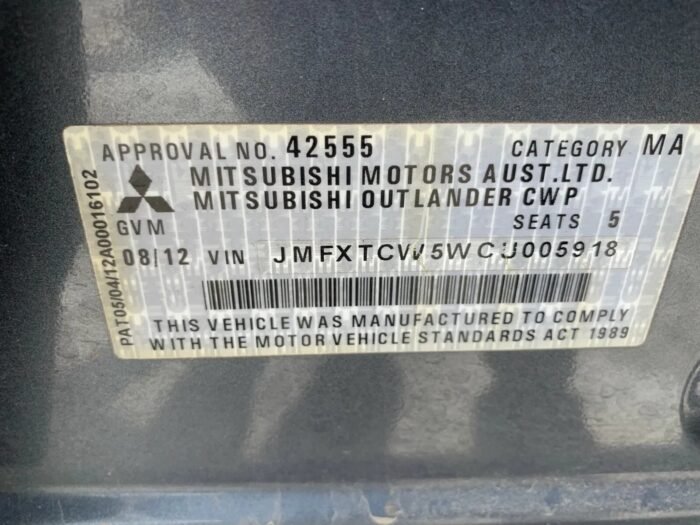 APPROVAL NO. 42555 CATEGORY MA
MITSUBISHI MOTORS AUST.LTD.
MITSUBISHI OUTLANDER CWP
GVM SEATS 5
08/12 VIN JMFXTCW5WCU005918
THIS VEHICLE WAS MANUFACTURED TO COMPLY
WITH THE MOTOR VEHICLE STANDARDS ACT 1989
PAT05/04/12A00016102